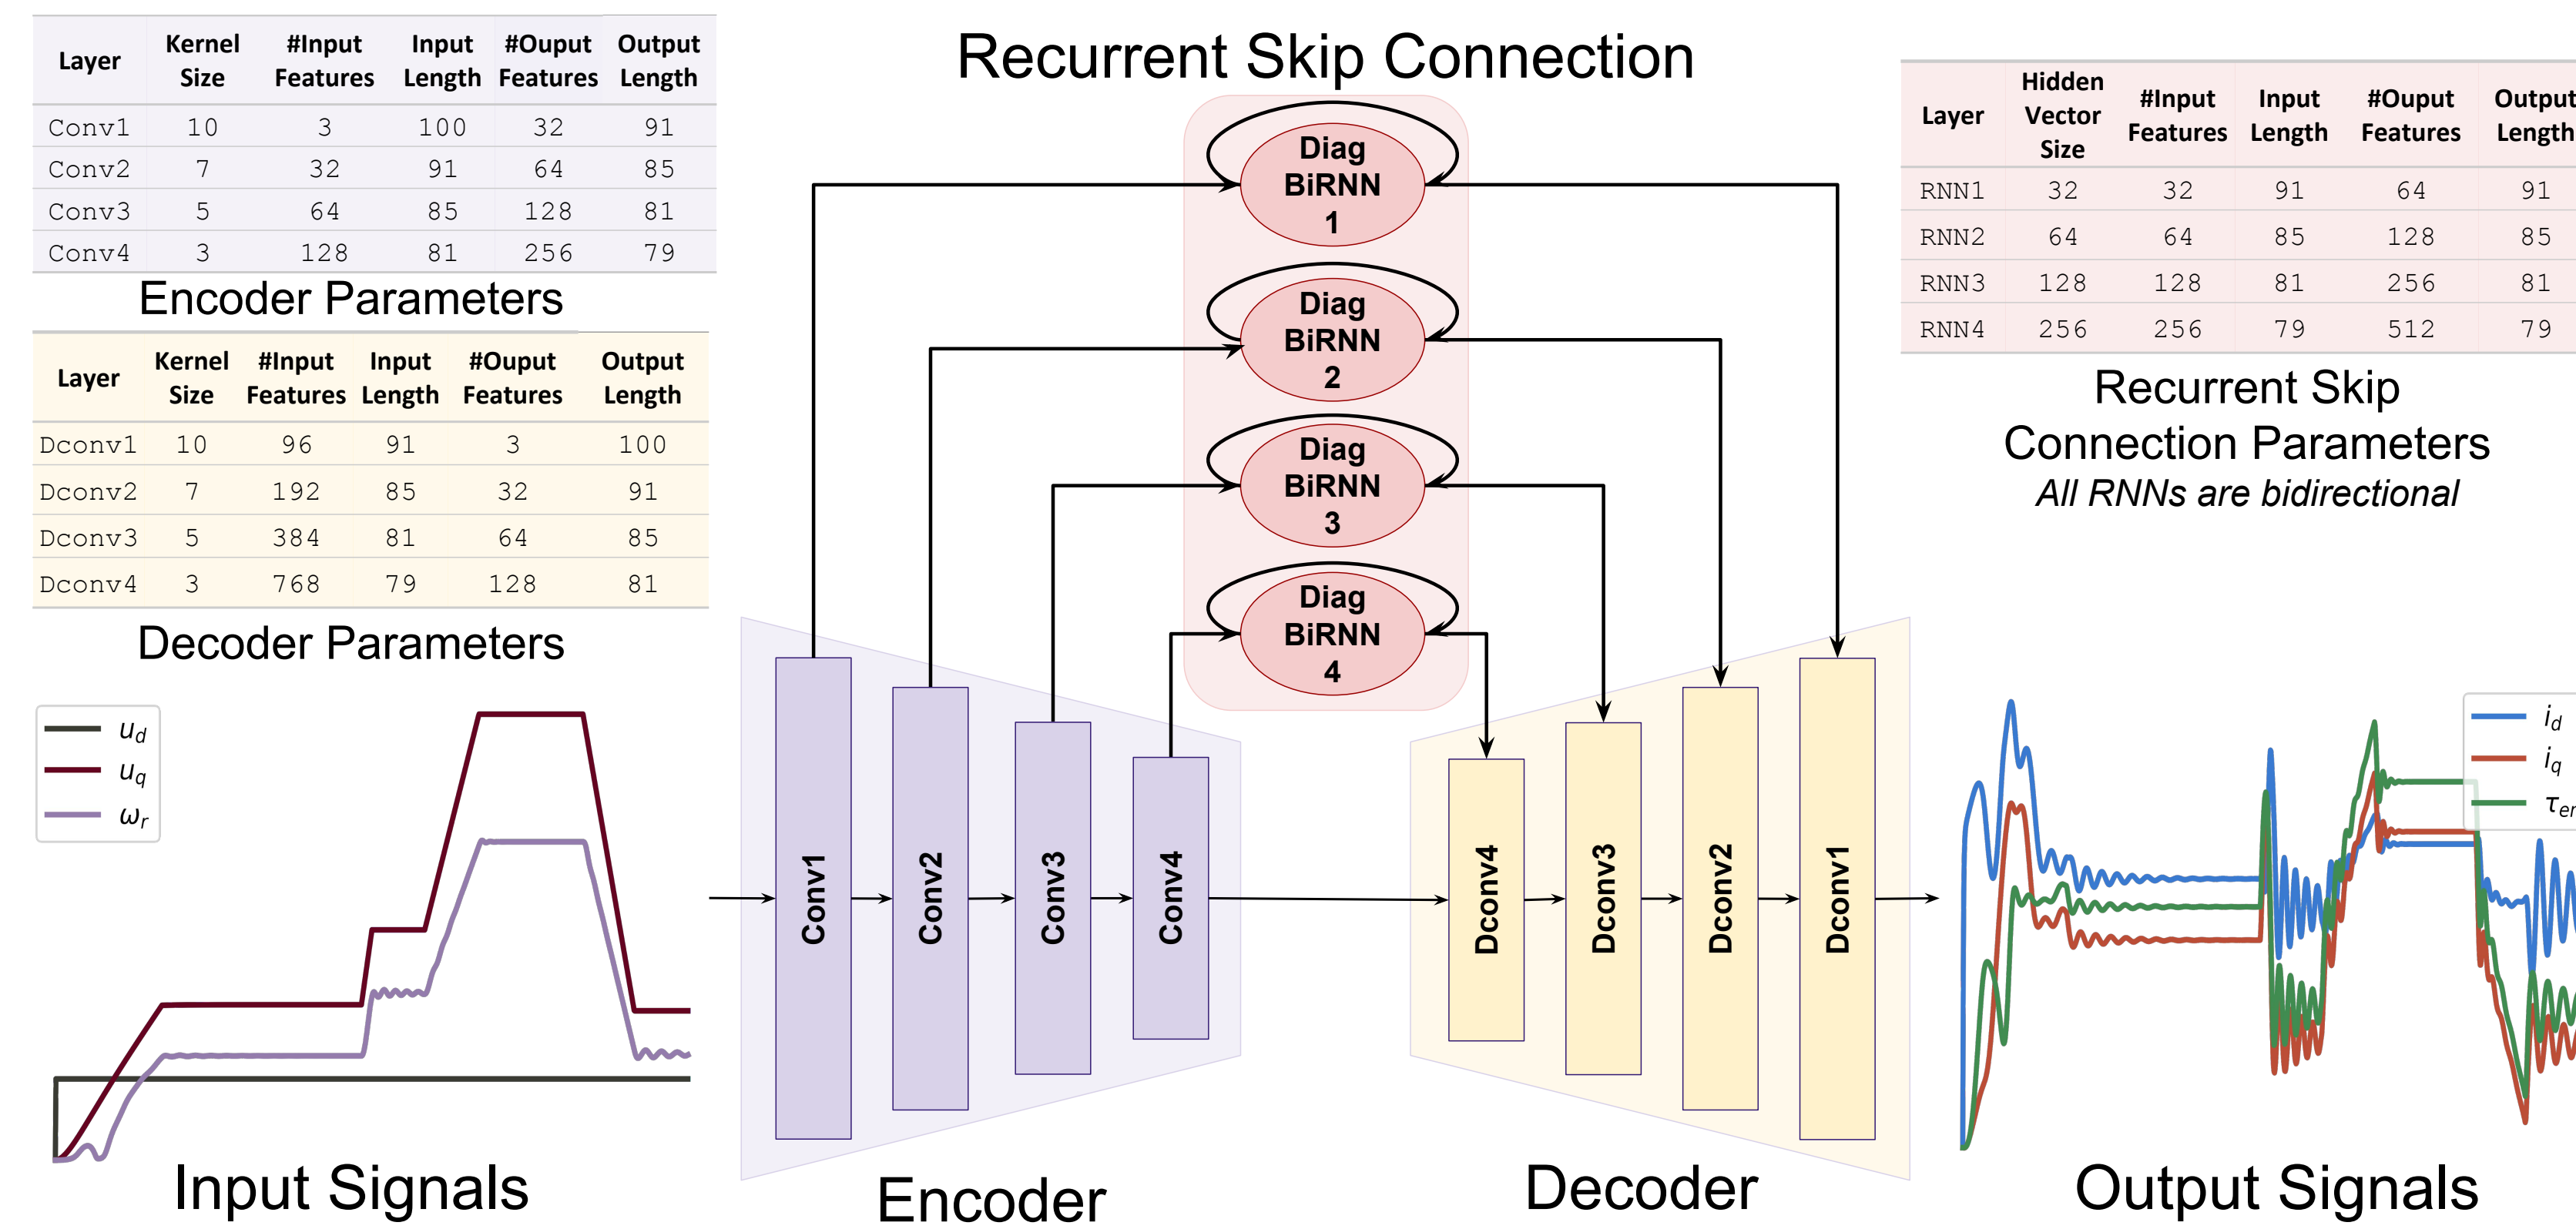 Layer Kernel Size #Input Features Input Length #Ouput Features Output Length
Conv1 10 3 100 32 91
Conv2 7 32 91 64 85
Conv3 5 64 85 128 81
Conv4 3 128 81 256 79
Encoder Parameters
Layer Kernel Size #Input Features Input Length #Ouput Features Output Length
Dconv1 10 96 91 3 100
Dconv2 7 192 85 32 91
Dconv3 5 384 81 64 85
Dconv4 3 768 79 128 81
Decoder Parameters
u_d
u_q
ω_r
Input Signals
Recurrent Skip Connection
Diag
BiRNN
1
Diag
BiRNN
2
Diag
BiRNN
3
Diag
BiRNN
4
Conv1
Conv2
Conv3
Conv4
Encoder
Dconv4
Dconv3
Dconv2
Dconv1
Decoder
Layer Hidden Vector Size #Input Features Input Length #Ouput Features Output Length
RNN1 32 32 91 64 91
RNN2 64 64 85 128 85
RNN3 128 128 81 256 81
RNN4 256 256 79 512 79
Recurrent Skip
Connection Parameters
All RNNs are bidirectional
i_d
i_q
Output Signals